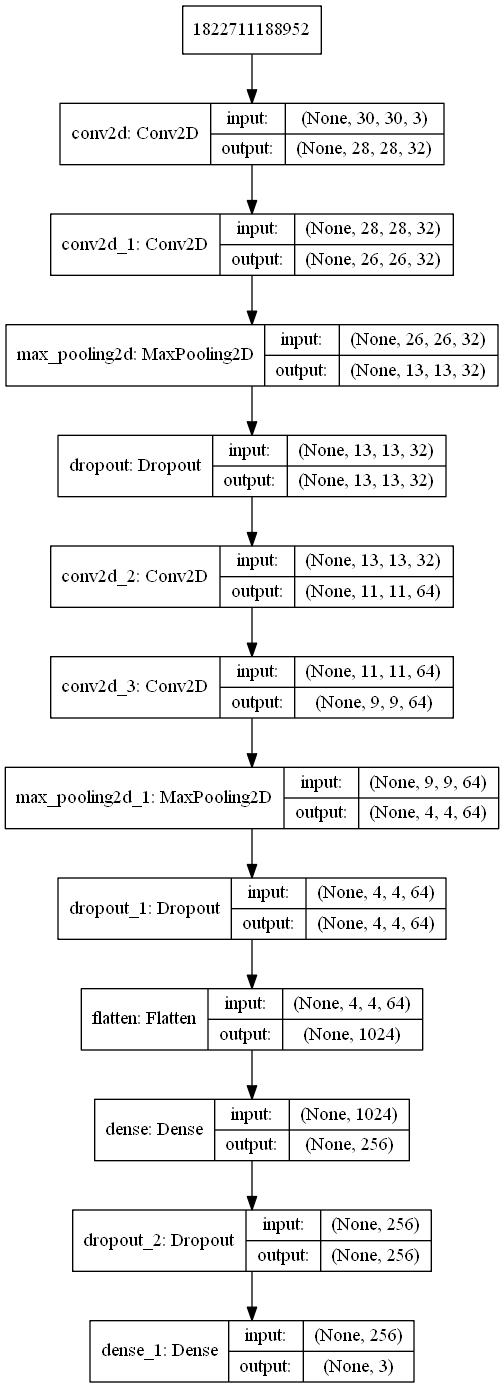 1822711188952
conv2d: Conv2D
input:
(None, 30, 30, 3)
output:
(None, 28, 28, 32)
conv2d_1: Conv2D
input:
(None, 28, 28, 32)
output:
(None, 26, 26, 32)
max_pooling2d: MaxPooling2D
input:
(None, 26, 26, 32)
output:
(None, 13, 13, 32)
dropout: Dropout
input:
(None, 13, 13, 32)
output:
(None, 13, 13, 32)
conv2d_2: Conv2D
input:
(None, 13, 13, 32)
output:
(None, 11, 11, 64)
conv2d_3: Conv2D
input:
(None, 11, 11, 64)
output:
(None, 9, 9, 64)
max_pooling2d_1: MaxPooling2D
input:
(None, 9, 9, 64)
output:
(None, 4, 4, 64)
dropout_1: Dropout
input:
(None, 4, 4, 64)
output:
(None, 4, 4, 64)
flatten: Flatten
input:
(None, 4, 4, 64)
output:
(None, 1024)
dense: Dense
input:
(None, 1024)
output:
(None, 256)
dropout_2: Dropout
input:
(None, 256)
output:
(None, 256)
dense_1: Dense
input:
(None, 256)
output:
(None, 3)